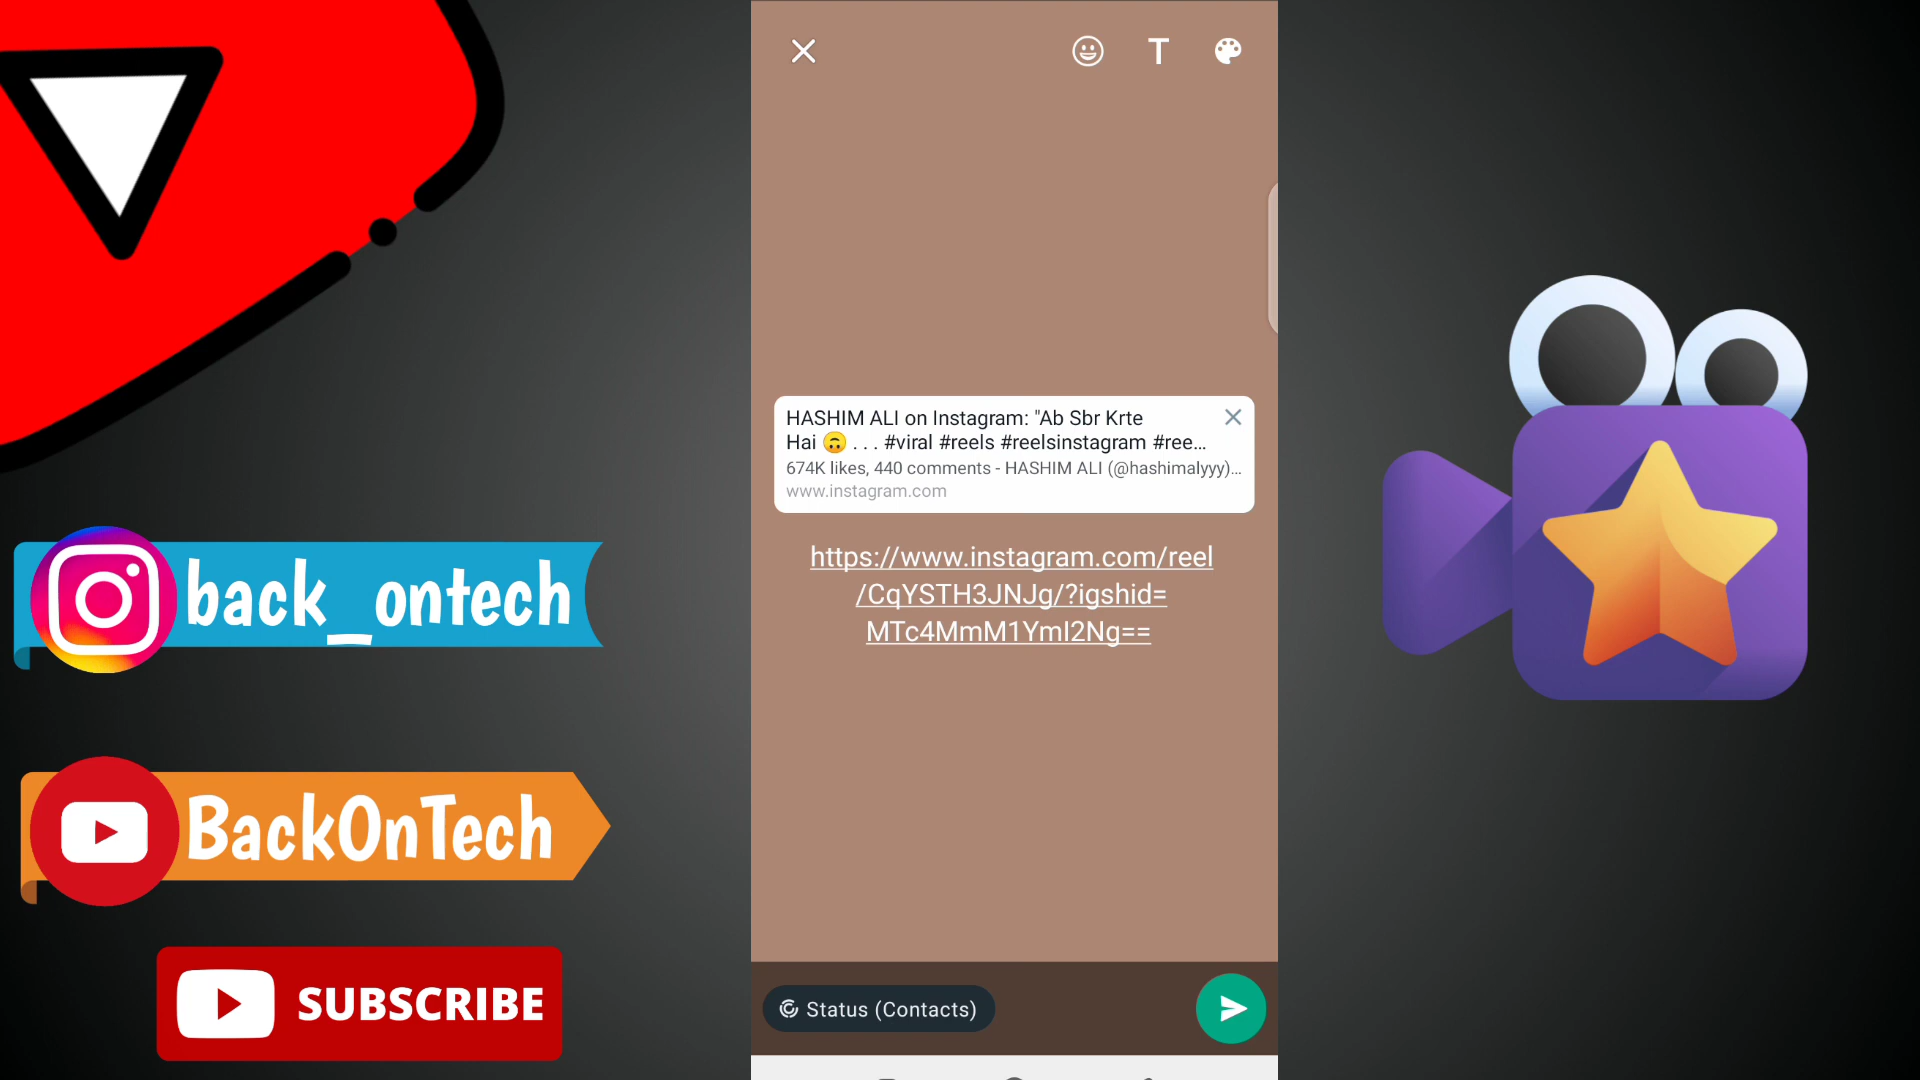 T
HASHIM ALI on Instagram: "Ab Sbr Krte
Hai 🙃 . . . #viral #reels #reelsinstagram #ree...
674K likes, 440 comments - HASHIM ALI (@hashimalyyy)...
www.instagram.com
https://www.instagram.com/reel
/CqYSTH3JNJg/?igshid=
MTc4MmM1YmI2Ng==
Status (Contacts)
back_ontech
BackOnTech
SUBSCRIBE